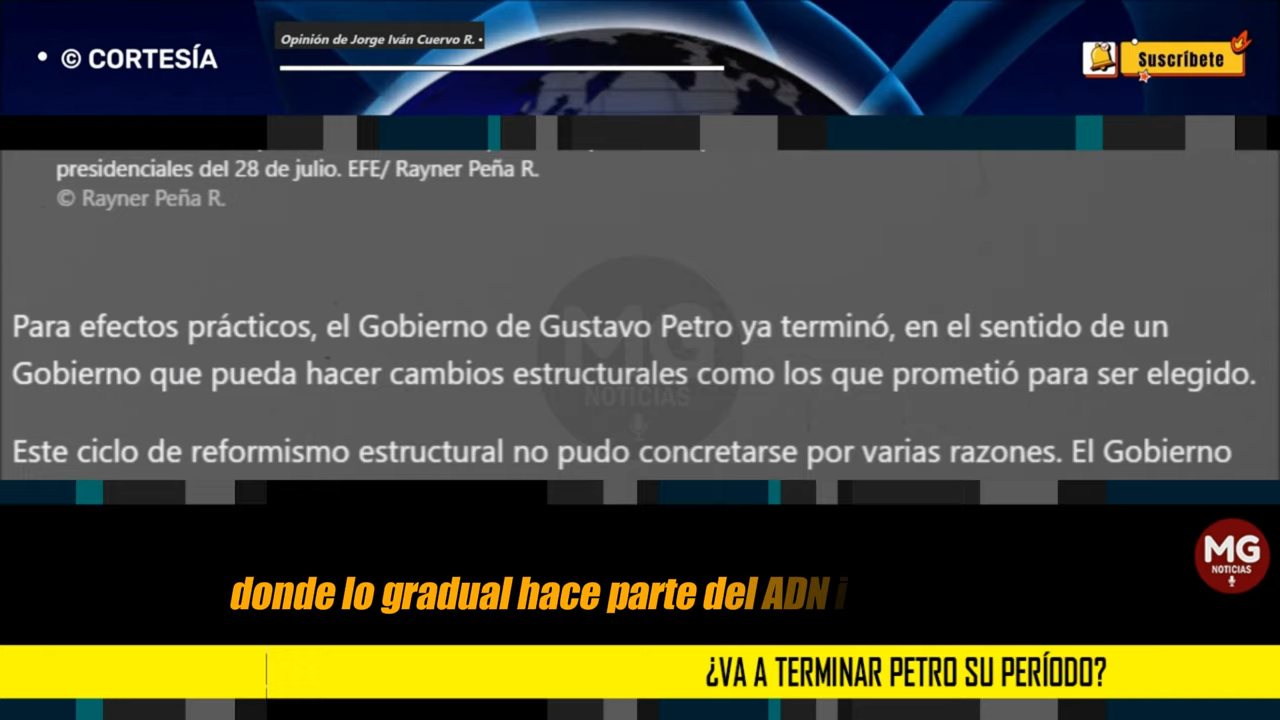 • © CORTESÍA
Opinión de Jorge Iván Cuervo R. •
Suscríbete
presidenciales del 28 de julio. EFE/ Rayner Peña R.
© Rayner Peña R.
MG
NOTICIAS
Para efectos prácticos, el Gobierno de Gustavo Petro ya terminó, en el sentido de un
Gobierno que pueda hacer cambios estructurales como los que prometió para ser elegido.
Este ciclo de reformismo estructural no pudo concretarse por varias razones. El Gobierno
MG
NOTICIAS
donde lo gradual hace parte del ADN i
¿VA A TERMINAR PETRO SU PERÍODO?